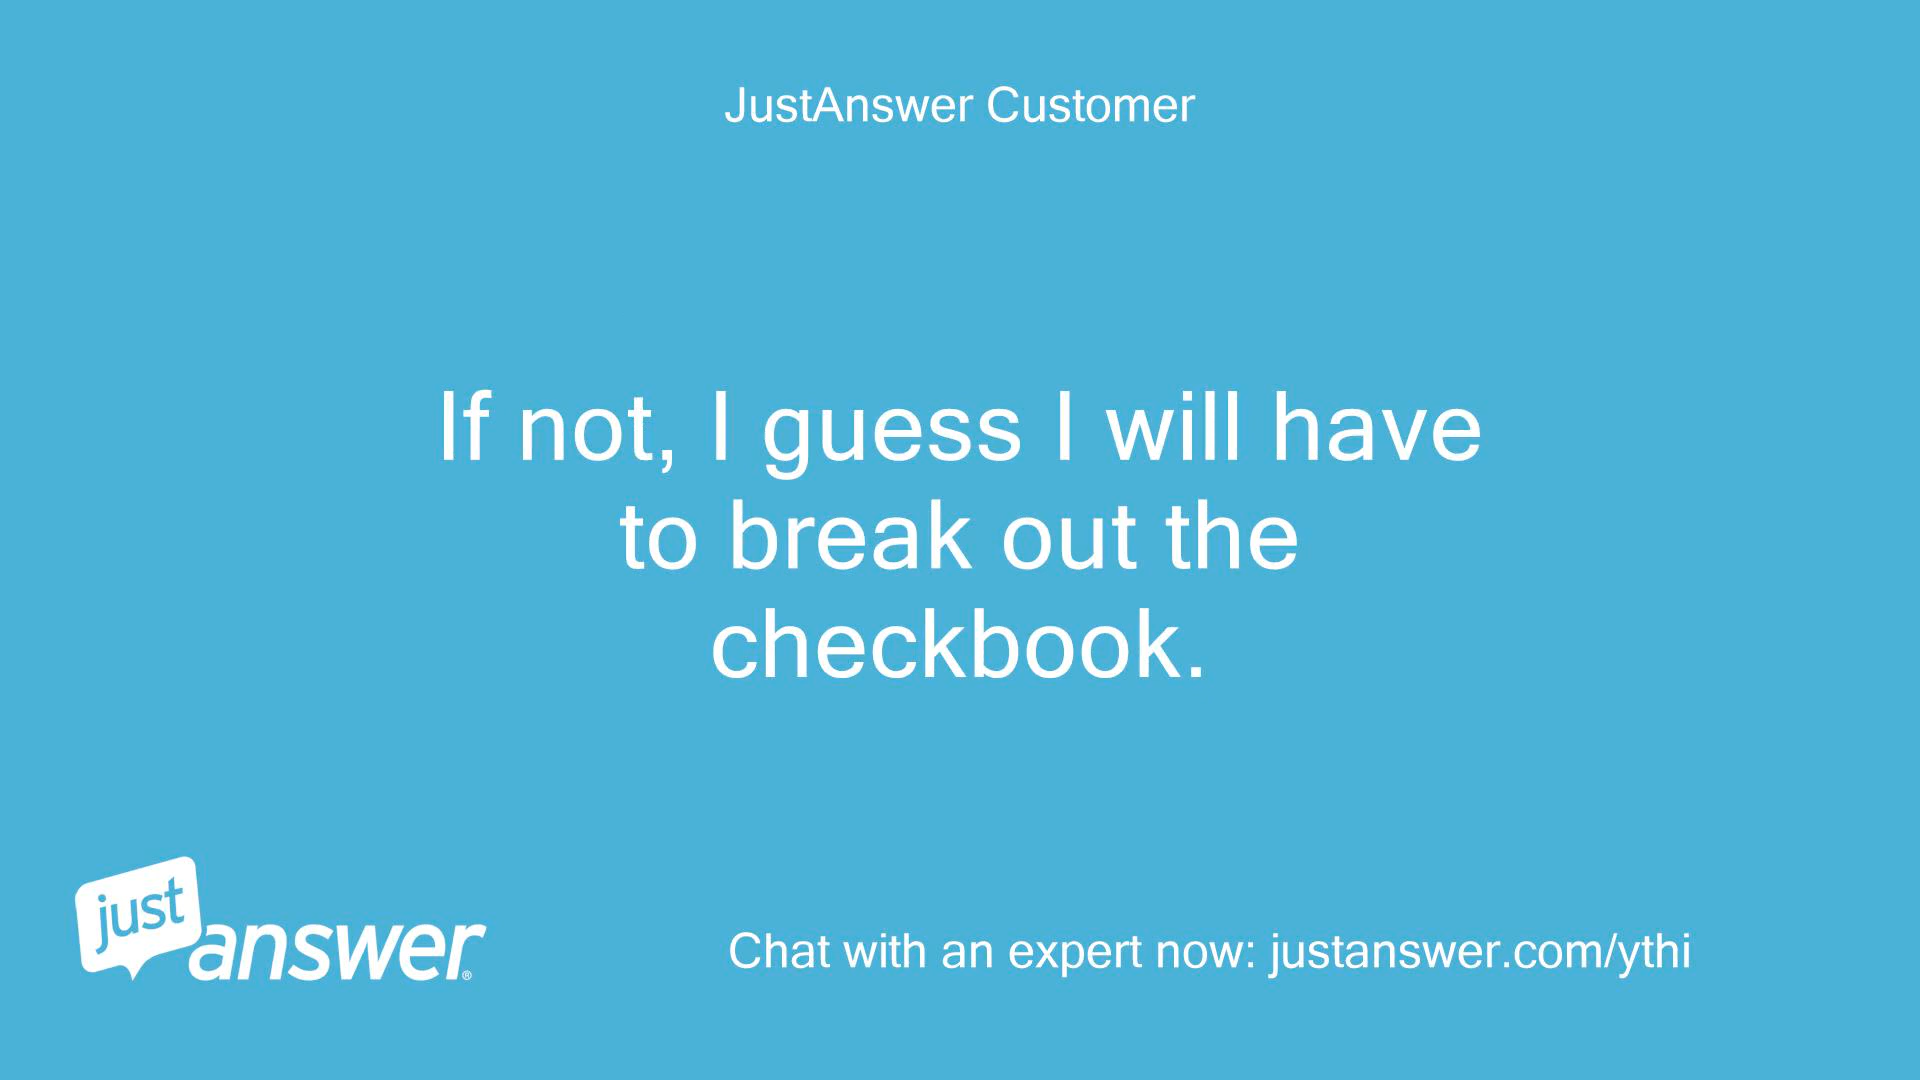 JustAnswer Customer
If not, I guess I will have
to break out the
checkbook.
just
answer®
Chat with an expert now: justanswer.com/ythi